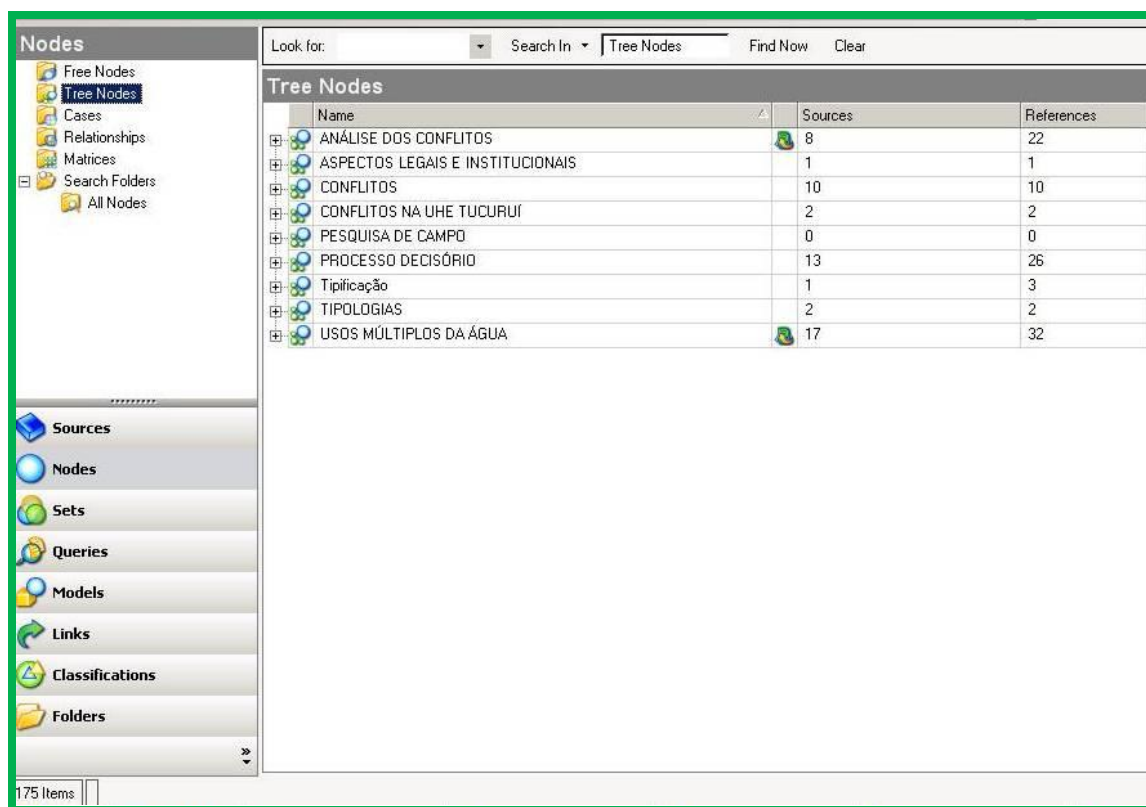 Nodes
Free Nodes
Tree Nodes
Cases
Relationships
Matrices
Search Folders
All Nodes
Sources
Nodes
Sets
Queries
Models
Links
Classifications
Folders
175 Items
Look for: Search In Tree Nodes Find Now Clear
Tree Nodes
Name Sources References
ANÁLISE DOS CONFLITOS 8 22
ASPECTOS LEGAIS E INSTITUCIONAIS 1 1
CONFLITOS 10 10
CONFLITOS NA UHE TUCURUÍ 2 2
PESQUISA DE CAMPO 0 0
PROCESSO DECISÓRIO 13 26
Tipificação 1 3
TIPOLOGIAS 2 2
USOS MÚLTIPLOS DA ÁGUA 17 32